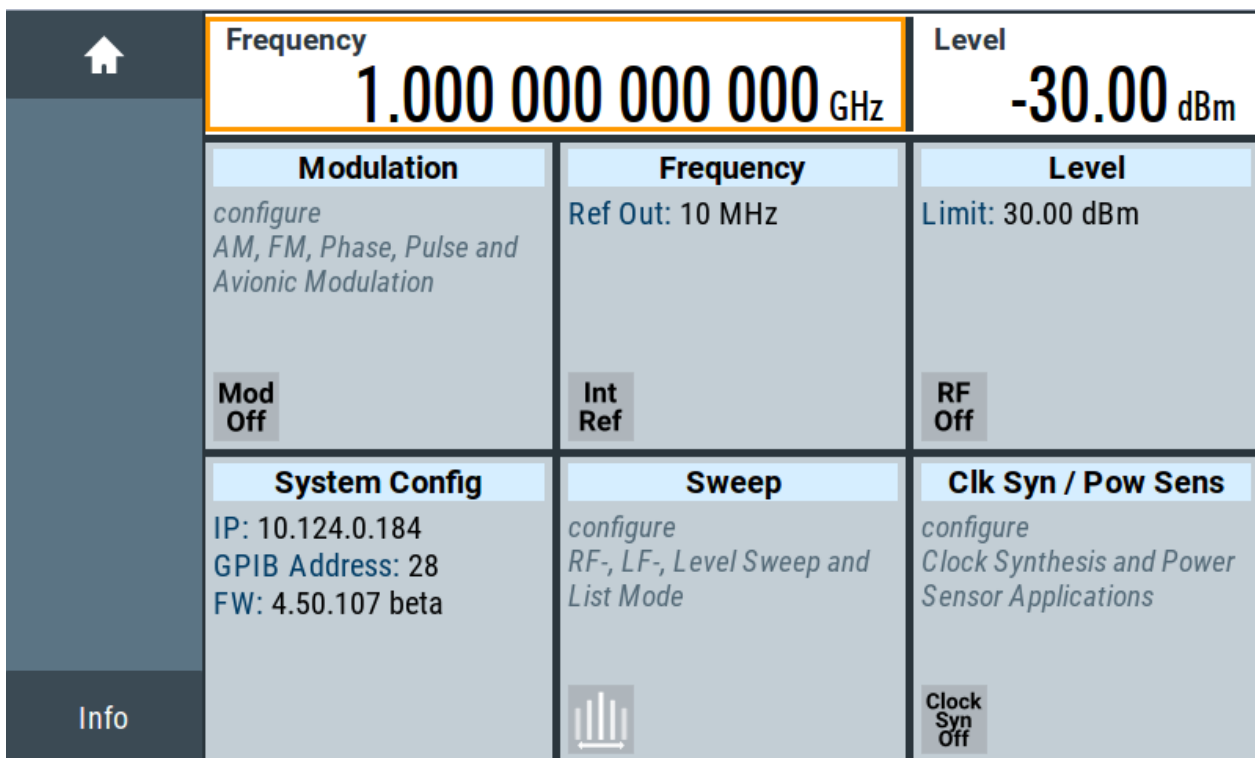 Frequency
1.000 000 000 000 GHz
Level
-30.00 dBm
Modulation
configure
AM, FM, Phase, Pulse and
Avionic Modulation
Mod
Off
Frequency
Ref Out: 10 MHz
Int
Ref
Level
Limit: 30.00 dBm
RF
Off
System Config
IP: 10.124.0.184
GPIB Address: 28
FW: 4.50.107 beta
Sweep
configure
RF-, LF-, Level Sweep and
List Mode
Clk Syn / Pow Sens
configure
Clock Synthesis and Power
Sensor Applications
Clock
Syn
Off
Info